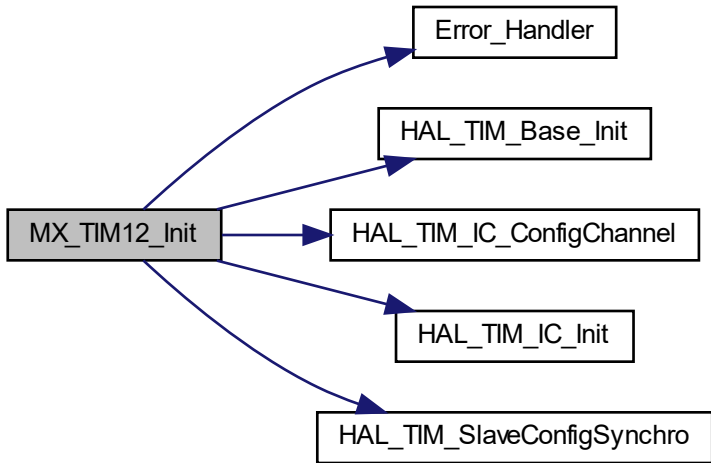 Error_Handler
HAL_TIM_Base_Init
MX_TIM12_Init
HAL_TIM_IC_ConfigChannel
HAL_TIM_IC_Init
HAL_TIM_SlaveConfigSynchro